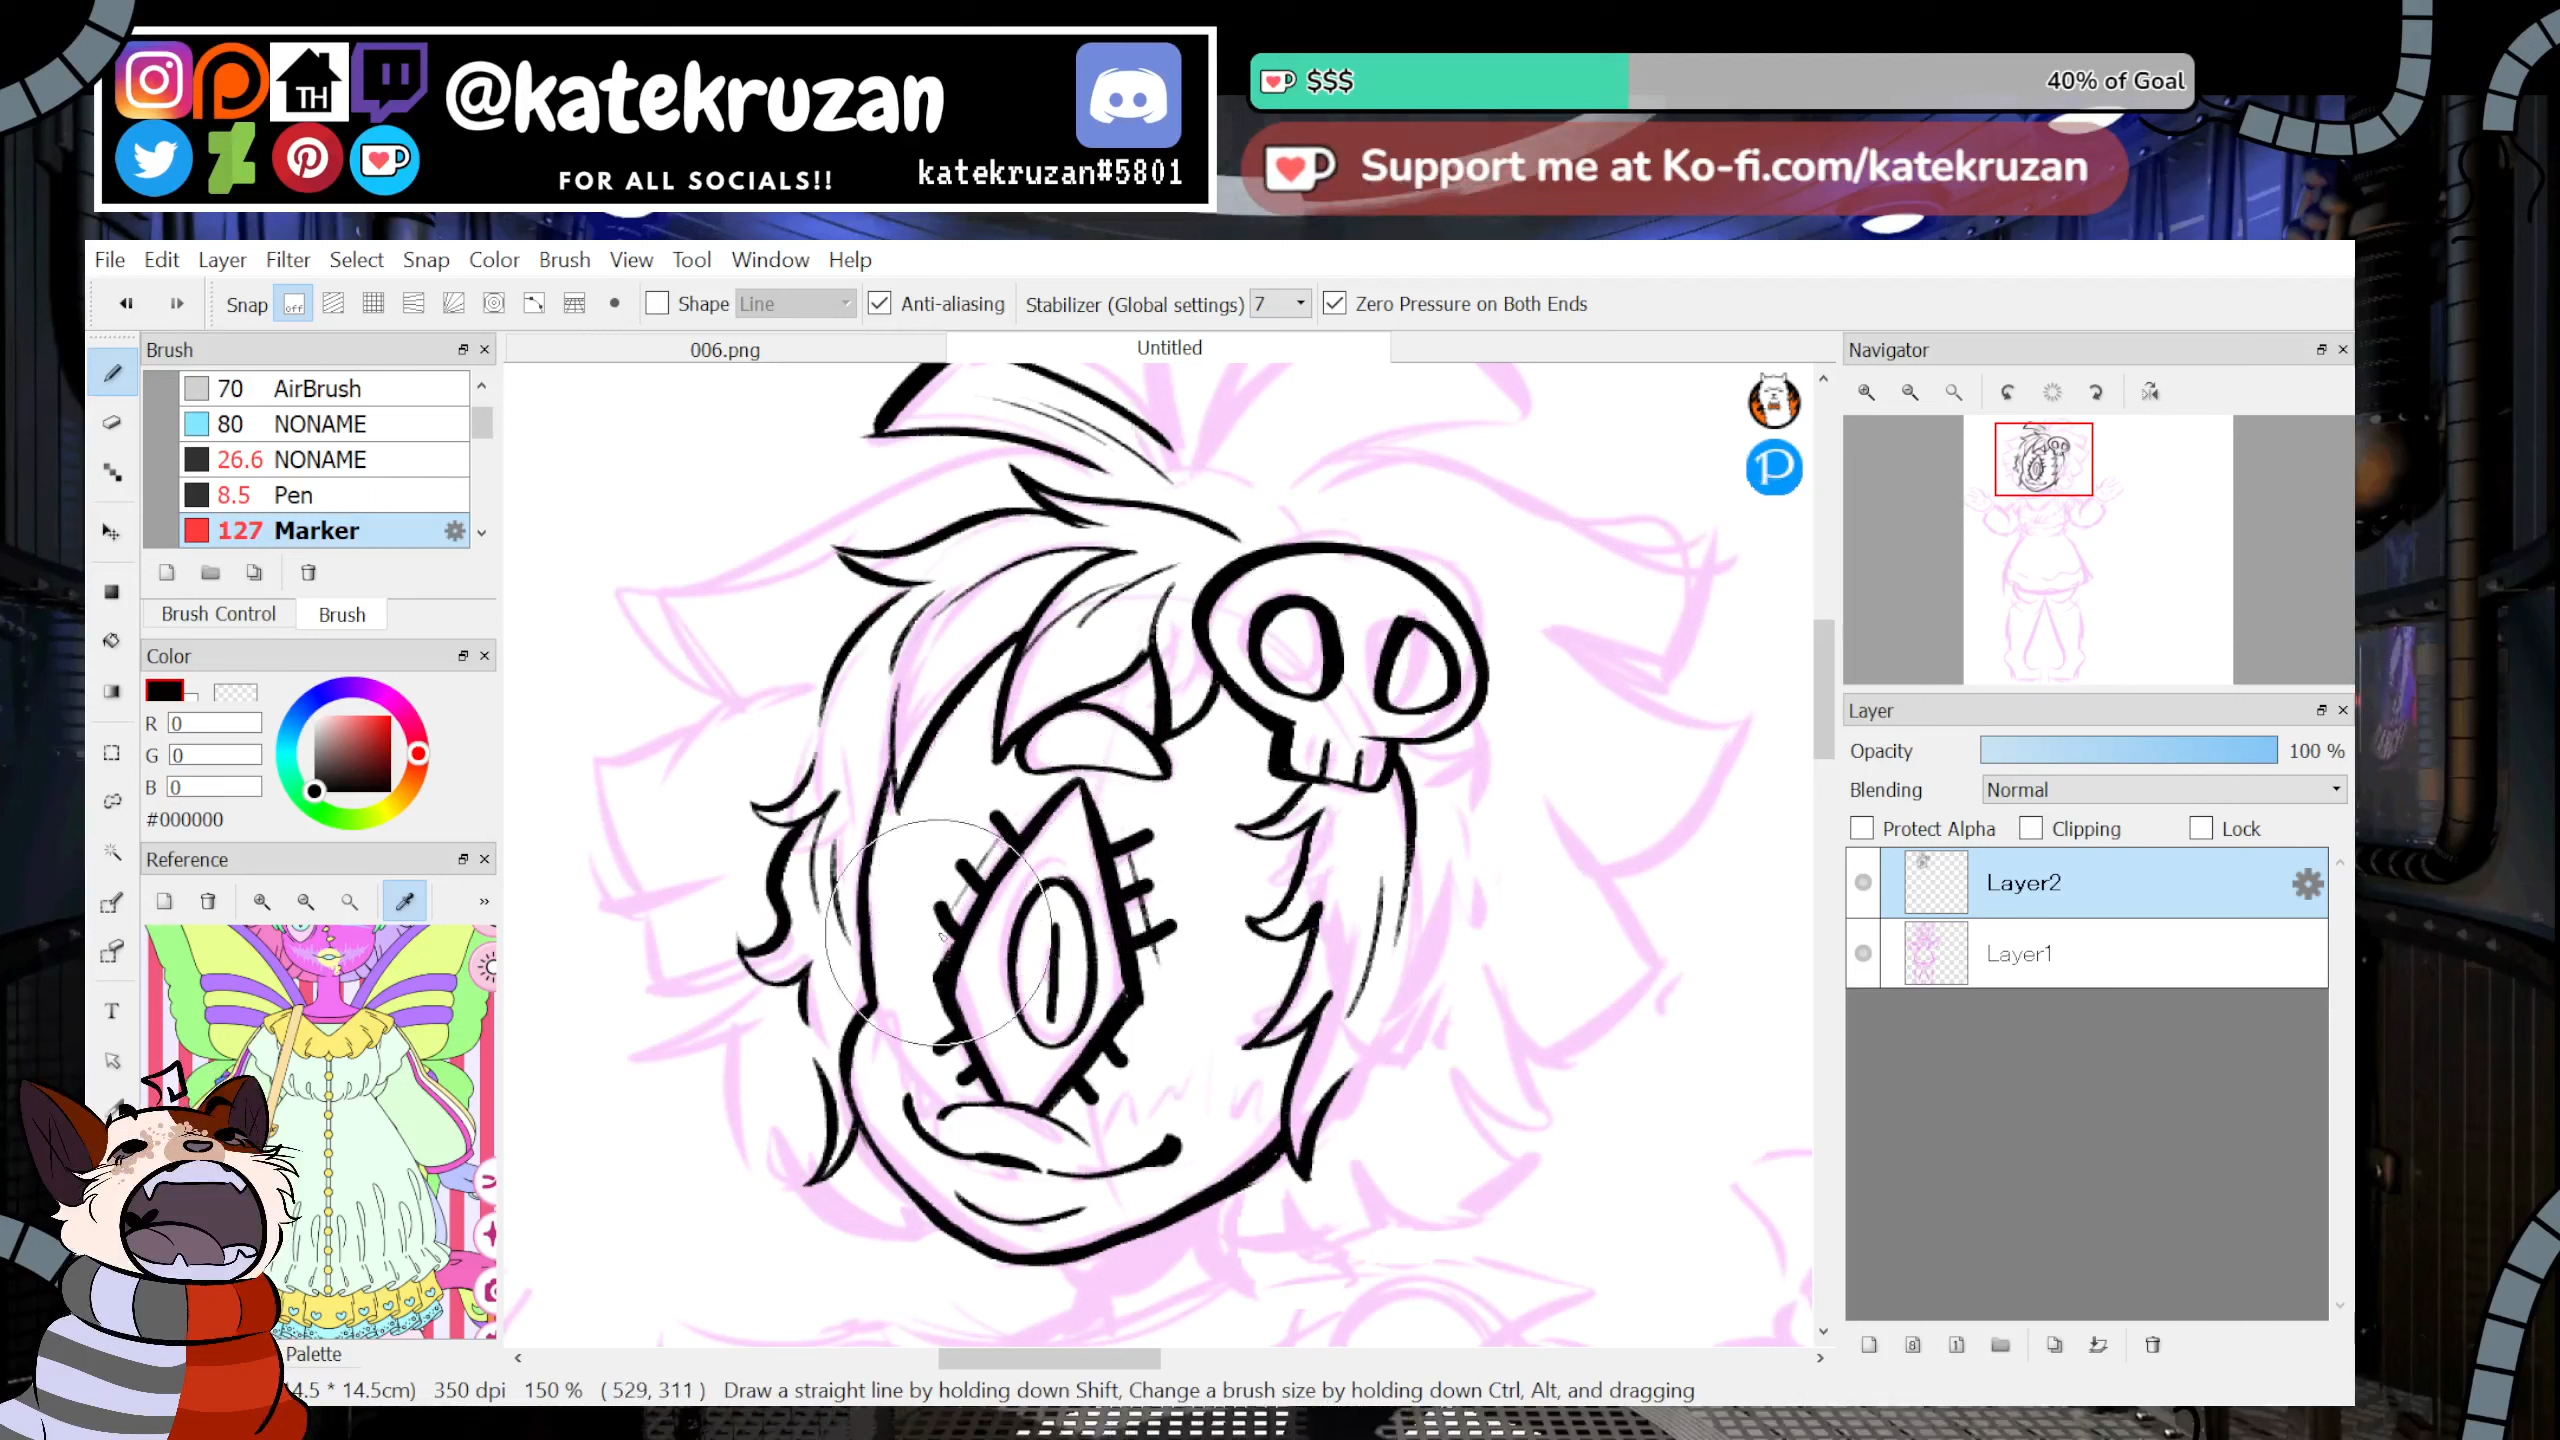 TH
@katekruzan
FOR ALL SOCIALS!!
katekruzan#5801
$$$
40% of Goal
Support me at Ko-fi.com/katekruzan
File Edit Layer Filter Select Snap Color Brush View Tool Window Help
Snap off Shape Line Anti-aliasing Stabilizer (Global settings) 7 Zero Pressure on Both Ends
Brush
70 AirBrush
80 NONAME
26.6 NONAME
8.5 Pen
127 Marker
Brush Control Brush
Color
R 0
G 0
B 0
#000000
Reference
»
T
Palette
006.png
Untitled
P
Navigator
Layer
Opacity 100 %
Blending Normal
Protect Alpha Clipping Lock
Layer2
Layer1
8
1
4.5 * 14.5cm) 350 dpi 150 % ( 529, 311 ) Draw a straight line by holding down Shift, Change a brush size by holding down Ctrl, Alt, and dragging